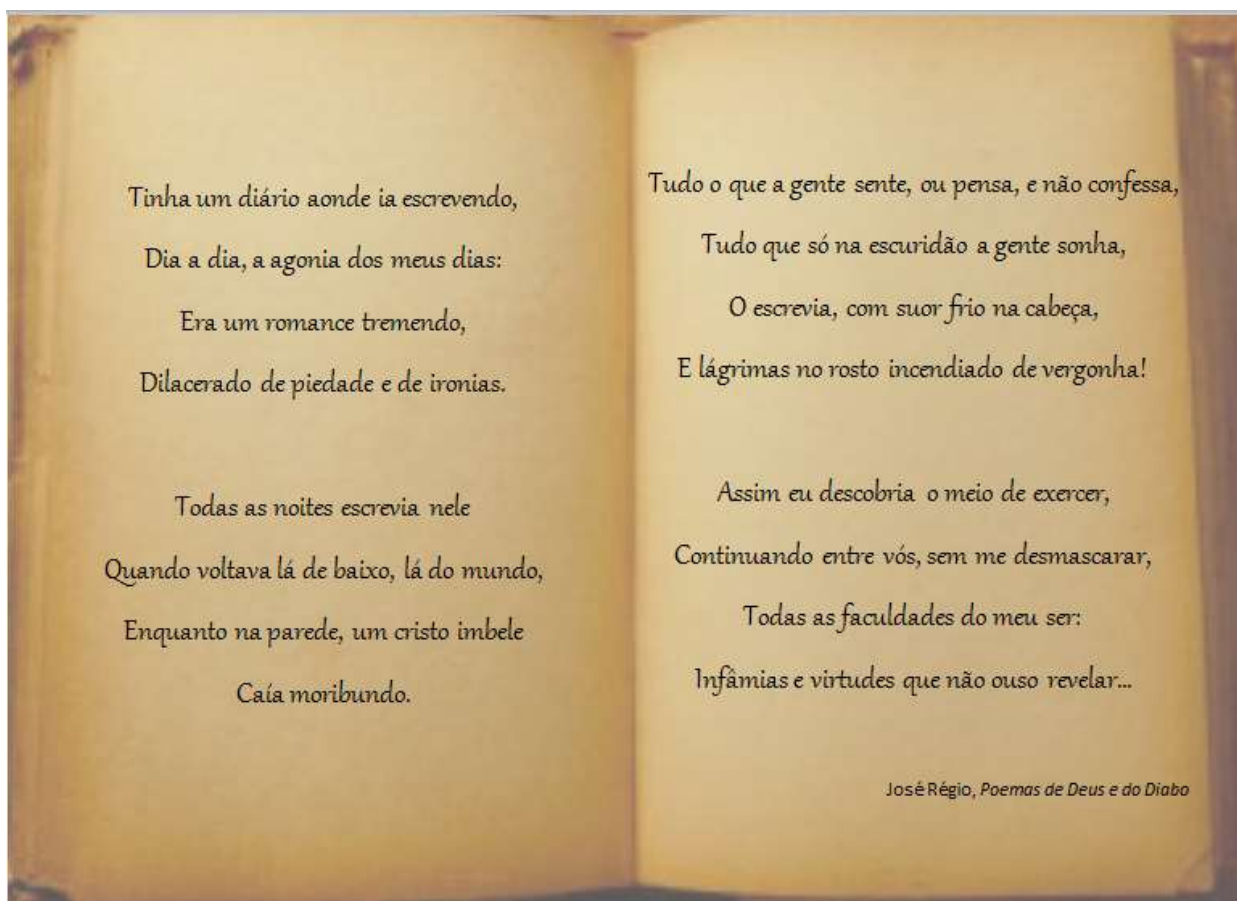 Tinha um diário aonde ia escrevendo,
Dia a dia, a agonia dos meus dias:
Era um romance tremendo,
Dilacerado de piedade e de ironias.
Todas as noites escrevia nele
Quando voltava lá de baixo, lá do mundo,
Enquanto na parede, um cristo imbele
Caía moribundo.
Tudo o que a gente sente, ou pensa, e não confessa,
Tudo que só na escuridão a gente sonha,
O escrevia, com suor frio na cabeça,
E lágrimas no rosto incendiado de vergonha!
Assim eu descobria o meio de exercer,
Continuando entre vós, sem me desmascarar,
Todas as faculdades do meu ser:
Infâmias e virtudes que não ouso revelar...
José Régio, Poemas de Deus e do Diabo